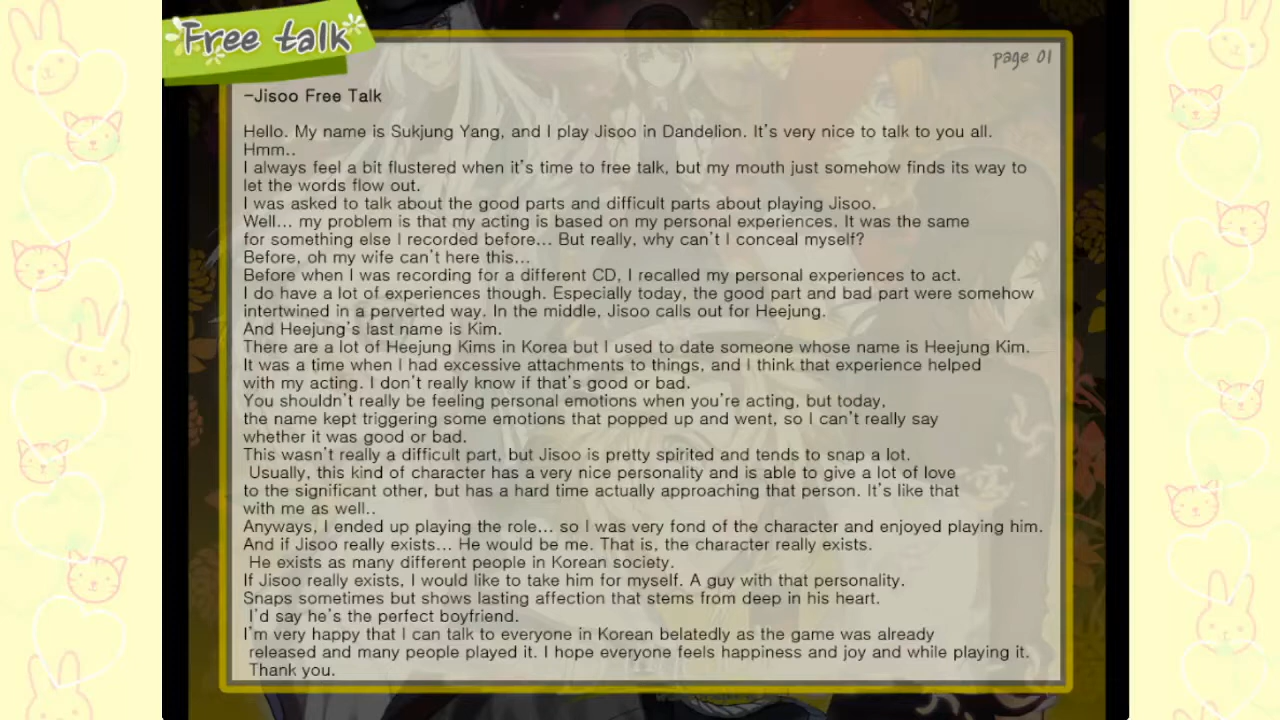 Free talk
page 01
-Jisoo Free Talk
Hello. My name is Sukjung Yang, and I play Jisoo in Dandelion. It's very nice to talk to you all.
Hmm..
I always feel a bit flustered when it's time to free talk, but my mouth just somehow finds its way to
let the words flow out.
I was asked to talk about the good parts and difficult parts about playing Jisoo.
Well... my problem is that my acting is based on my personal experiences. It was the same
for something else I recorded before... But really, why can't I conceal myself?
Before, oh my wife can't here this...
Before when I was recording for a different CD, I recalled my personal experiences to act.
I do have a lot of experiences though. Especially today, the good part and bad part were somehow
intertwined in a perverted way. In the middle, Jisoo calls out for Heejung.
And Heejung's last name is Kim.
There are a lot of Heejung Kims in Korea but I used to date someone whose name is Heejung Kim.
It was a time when I had excessive attachments to things, and I think that experience helped
with my acting. I don't really know if that's good or bad.
You shouldn't really be feeling personal emotions when you're acting, but today,
the name kept triggering some emotions that popped up and went, so I can't really say
whether it was good or bad.
This wasn't really a difficult part, but Jisoo is pretty spirited and tends to snap a lot.
Usually, this kind of character has a very nice personality and is able to give a lot of love
to the significant other, but has a hard time actually approaching that person. It's like that
with me as well..
Anyways, I ended up playing the role... so I was very fond of the character and enjoyed playing him.
And if Jisoo really exists... He would be me. That is, the character really exists.
He exists as many different people in Korean society.
If Jisoo really exists, I would like to take him for myself. A guy with that personality.
Snaps sometimes but shows lasting affection that stems from deep in his heart.
I'd say he's the perfect boyfriend.
I'm very happy that I can talk to everyone in Korean belatedly as the game was already
released and many people played it. I hope everyone feels happiness and joy and while playing it.
Thank you.